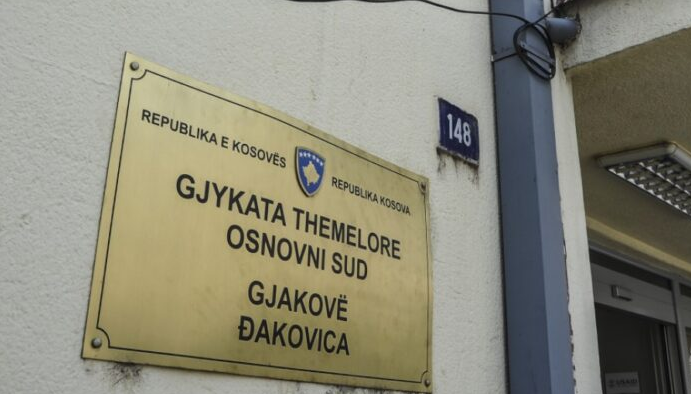 REPUBLIKA E KOSOVËS
REPUBLIKA KOSOVA
GJYKATA THEMELORE
OSNOVNI SUD
GJAKOVË
ĐAKOVICA
148